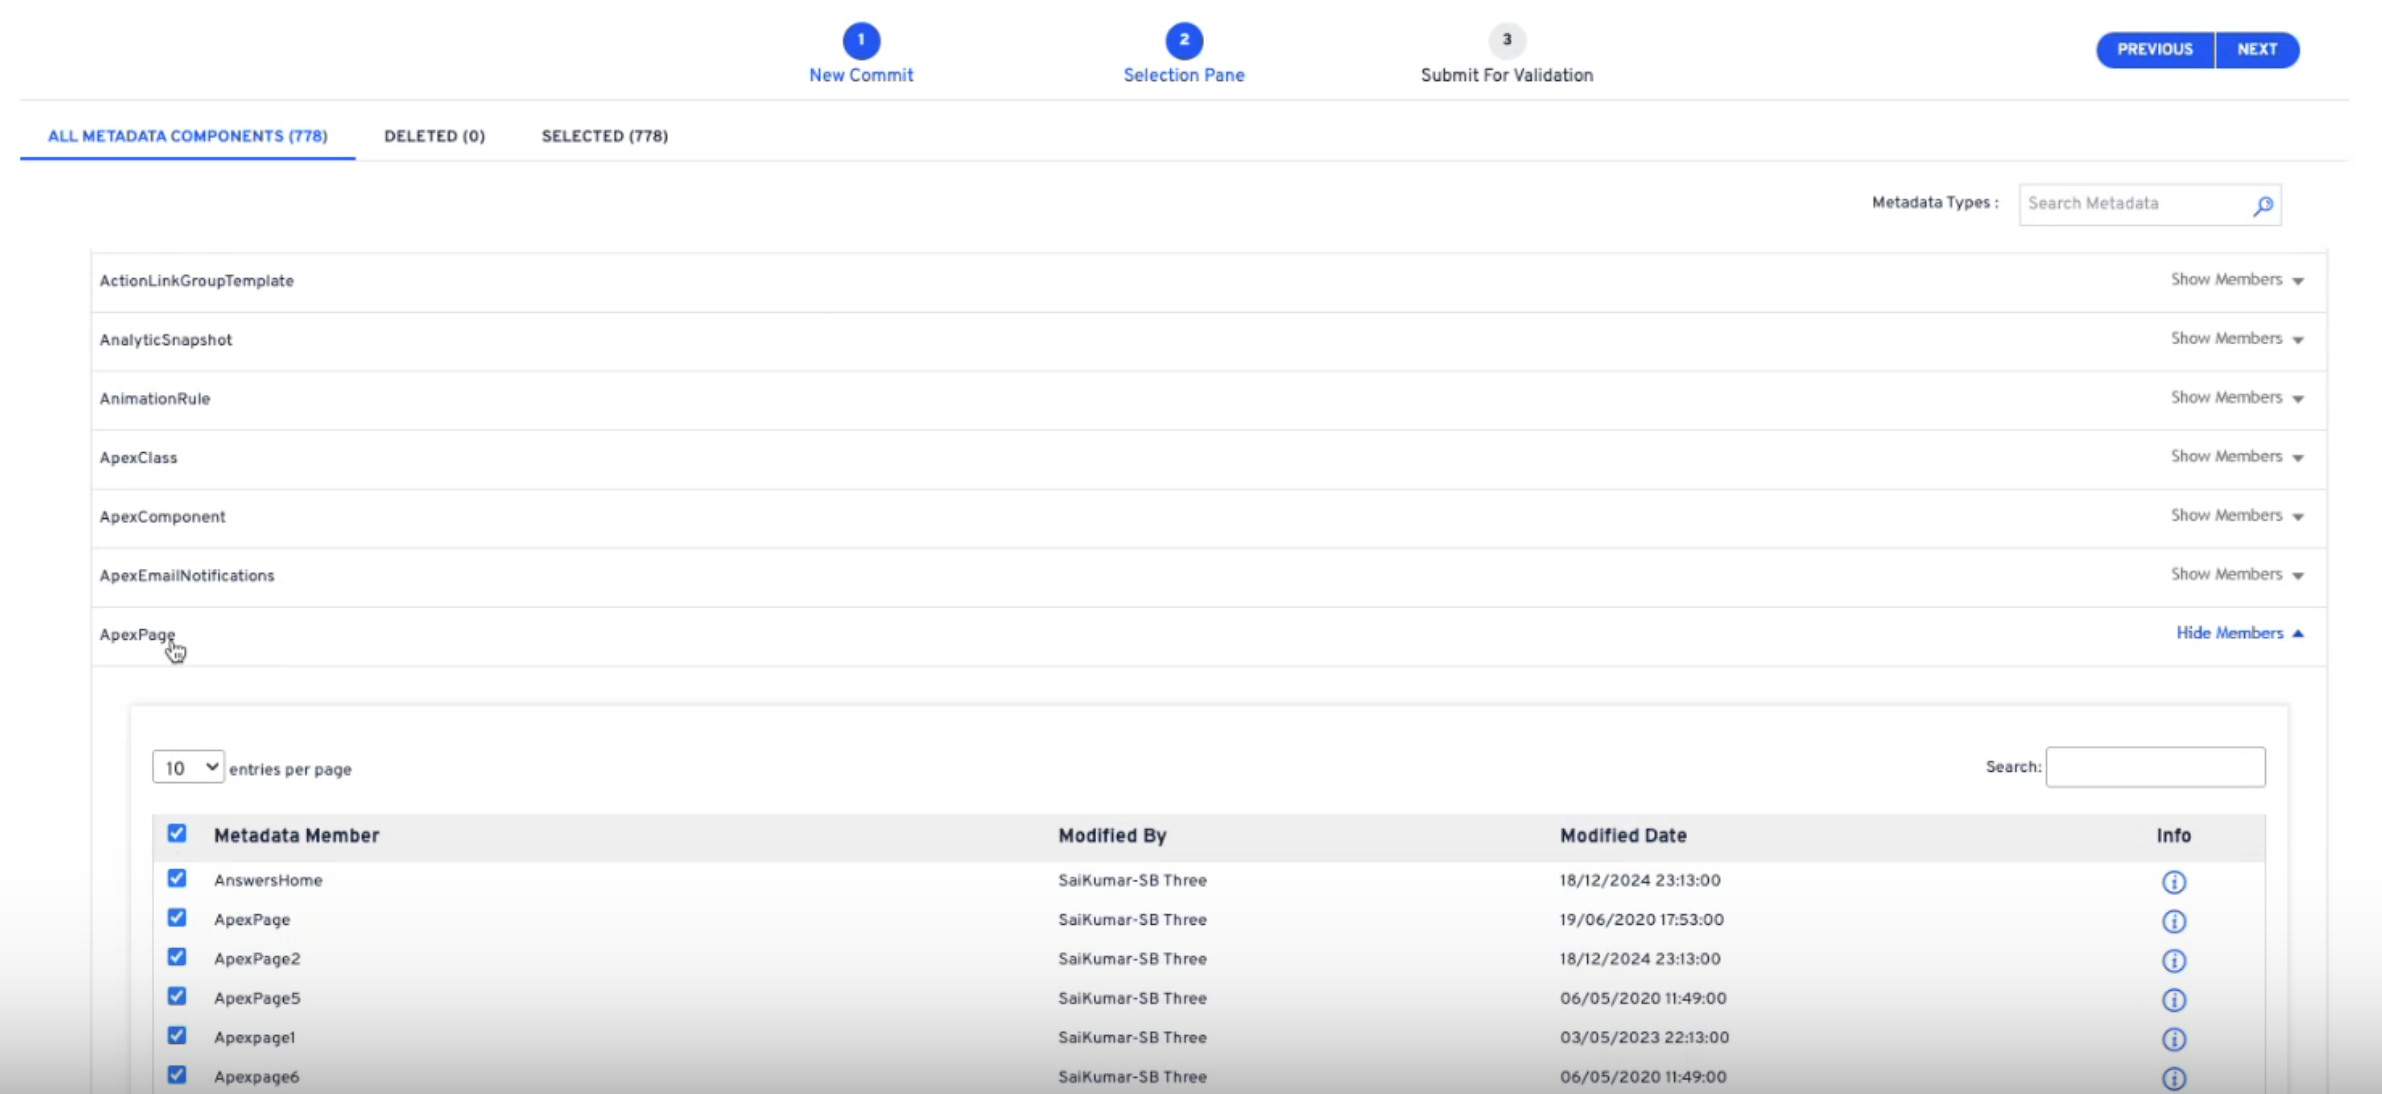 1 2 3
New Commit Selection Pane Submit For Validation
PREVIOUS NEXT
ALL METADATA COMPONENTS (778) DELETED (0) SELECTED (778)
Metadata Types : Search Metadata
ActionLinkGroupTemplate Show Members
AnalyticSnapshot Show Members
AnimationRule Show Members
ApexClass Show Members
ApexComponent Show Members
ApexEmailNotifications Show Members
ApexPage Hide Members
10 entries per page Search:
Metadata Member Modified By Modified Date Info
AnswersHome SaiKumar-SB Three 18/12/2024 23:13:00
ApexPage SaiKumar-SB Three 19/06/2020 17:53:00
ApexPage2 SaiKumar-SB Three 18/12/2024 23:13:00
ApexPage5 SaiKumar-SB Three 06/05/2020 11:49:00
Apexpage1 SaiKumar-SB Three 03/05/2023 22:13:00
Apexpage6 SaiKumar-SB Three 06/05/2020 11:49:00